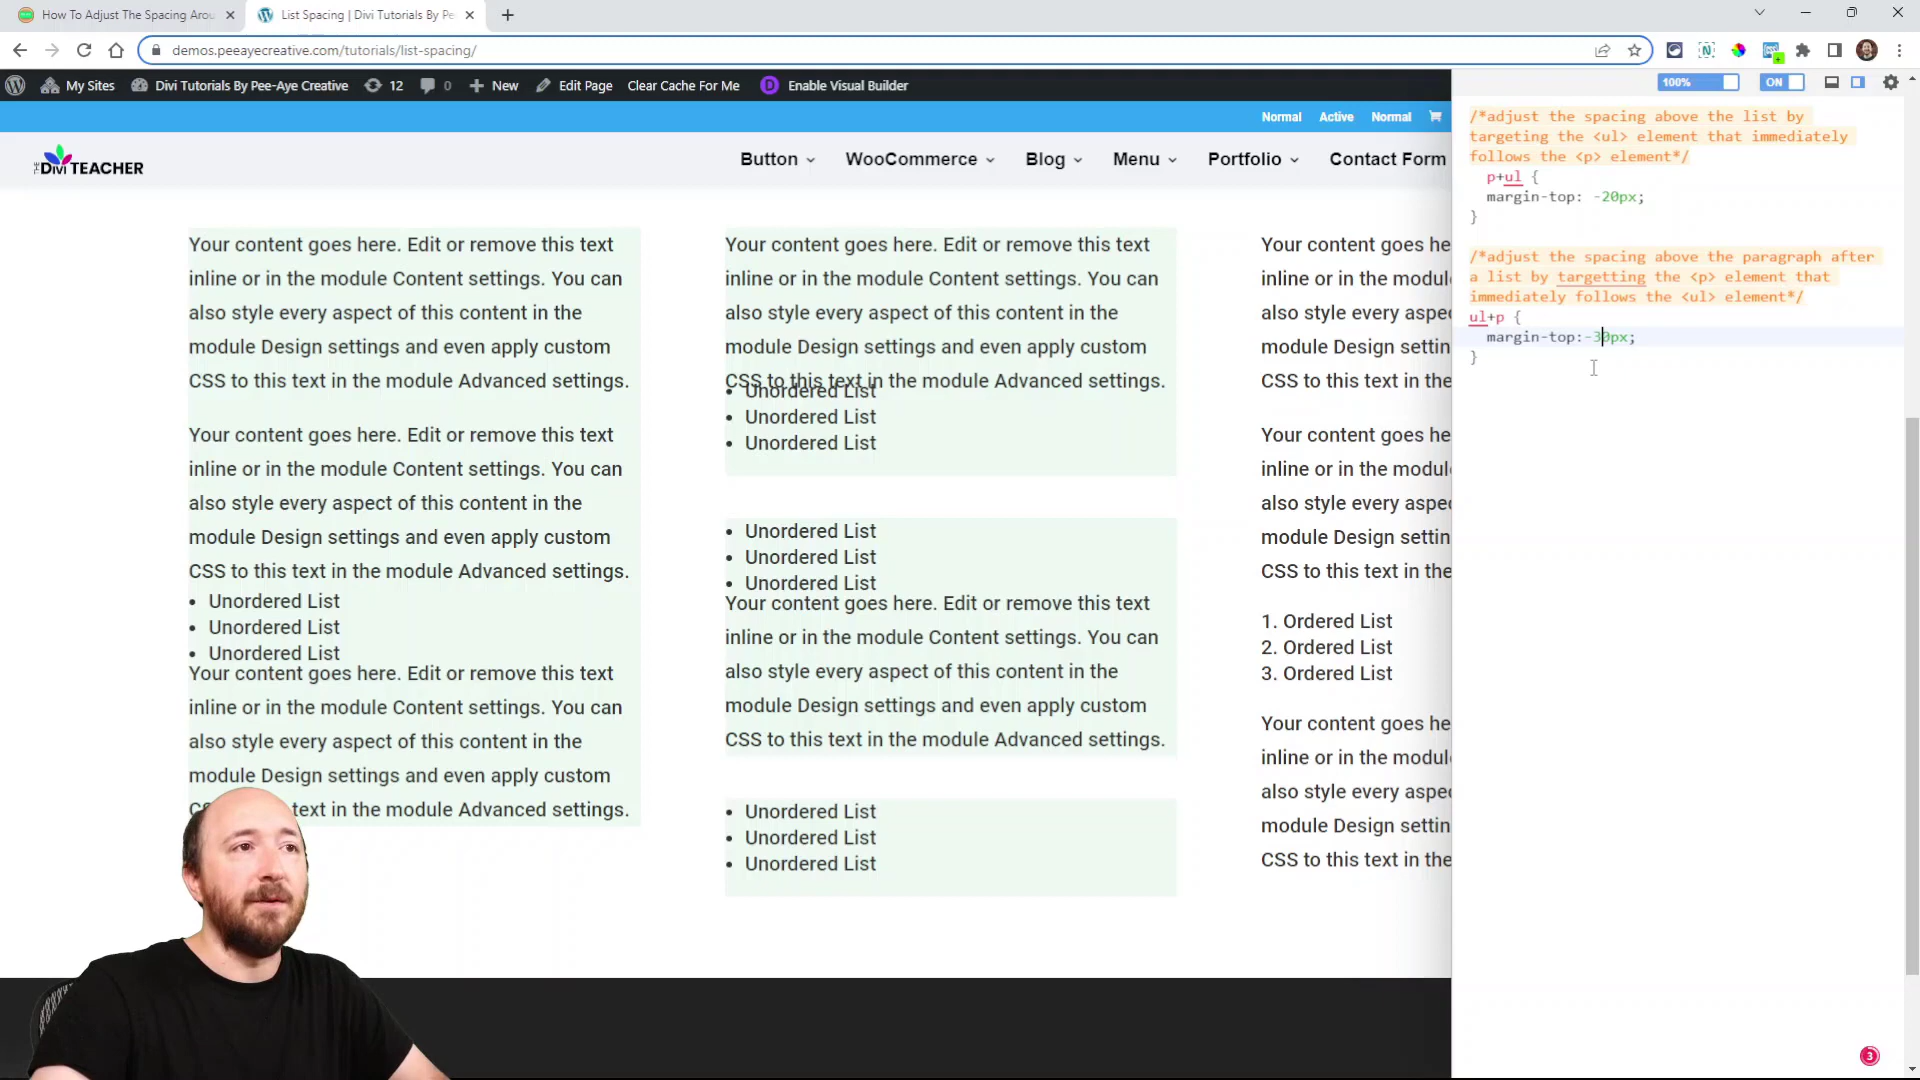 How To Adjust The Spacing Arou
List Spacing | Divi Tutorials By Pe
demos.peeayecreative.com/tutorials/list-spacing/
My Sites Divi Tutorials By Pee-Aye Creative 12 0 New Edit Page Clear Cache For Me D Enable Visual Builder
100% ON
Normal Active Normal
DIVI TEACHER
Button WooCommerce Blog Menu Portfolio Contact Form
Your content goes here. Edit or remove this text
inline or in the module Content settings. You can
also style every aspect of this content in the
module Design settings and even apply custom
CSS to this text in the module Advanced settings.
Your content goes here. Edit or remove this text
inline or in the module Content settings. You can
also style every aspect of this content in the
module Design settings and even apply custom
CSS to this text in the module Advanced settings.
• Unordered List
• Unordered List
• Unordered List
Your content goes here. Edit or remove this text
inline or in the module Content settings. You can
also style every aspect of this content in the
module Design settings and even apply custom
text in the module Advanced settings.
Your content goes here. Edit or remove this text
inline or in the module Content settings. You can
also style every aspect of this content in the
module Design settings and even apply custom
CSS to this text in the module Advanced settings.
• Unordered List
• Unordered List
• Unordered List
• Unordered List
• Unordered List
• Unordered List
Your content goes here. Edit or remove this text
inline or in the module Content settings. You can
also style every aspect of this content in the
module Design settings and even apply custom
CSS to this text in the module Advanced settings.
• Unordered List
• Unordered List
• Unordered List
Your content goes he
inline or in the modul
also style every aspe
module Design settin
CSS to this text in the
Your content goes he
inline or in the modul
also style every aspe
module Design settin
CSS to this text in the
1. Ordered List
2. Ordered List
3. Ordered List
Your content goes he
inline or in the modul
also style every aspe
module Design settin
CSS to this text in the
/*adjust the spacing above the list by
targeting the <ul> element that immediately
follows the <p> element*/
p+ul {
margin-top: -20px;
}
/*adjust the spacing above the paragraph after
a list by targetting the <p> element that
immediately follows the <ul> element*/
ul+p {
margin-top:-30px;
}
3